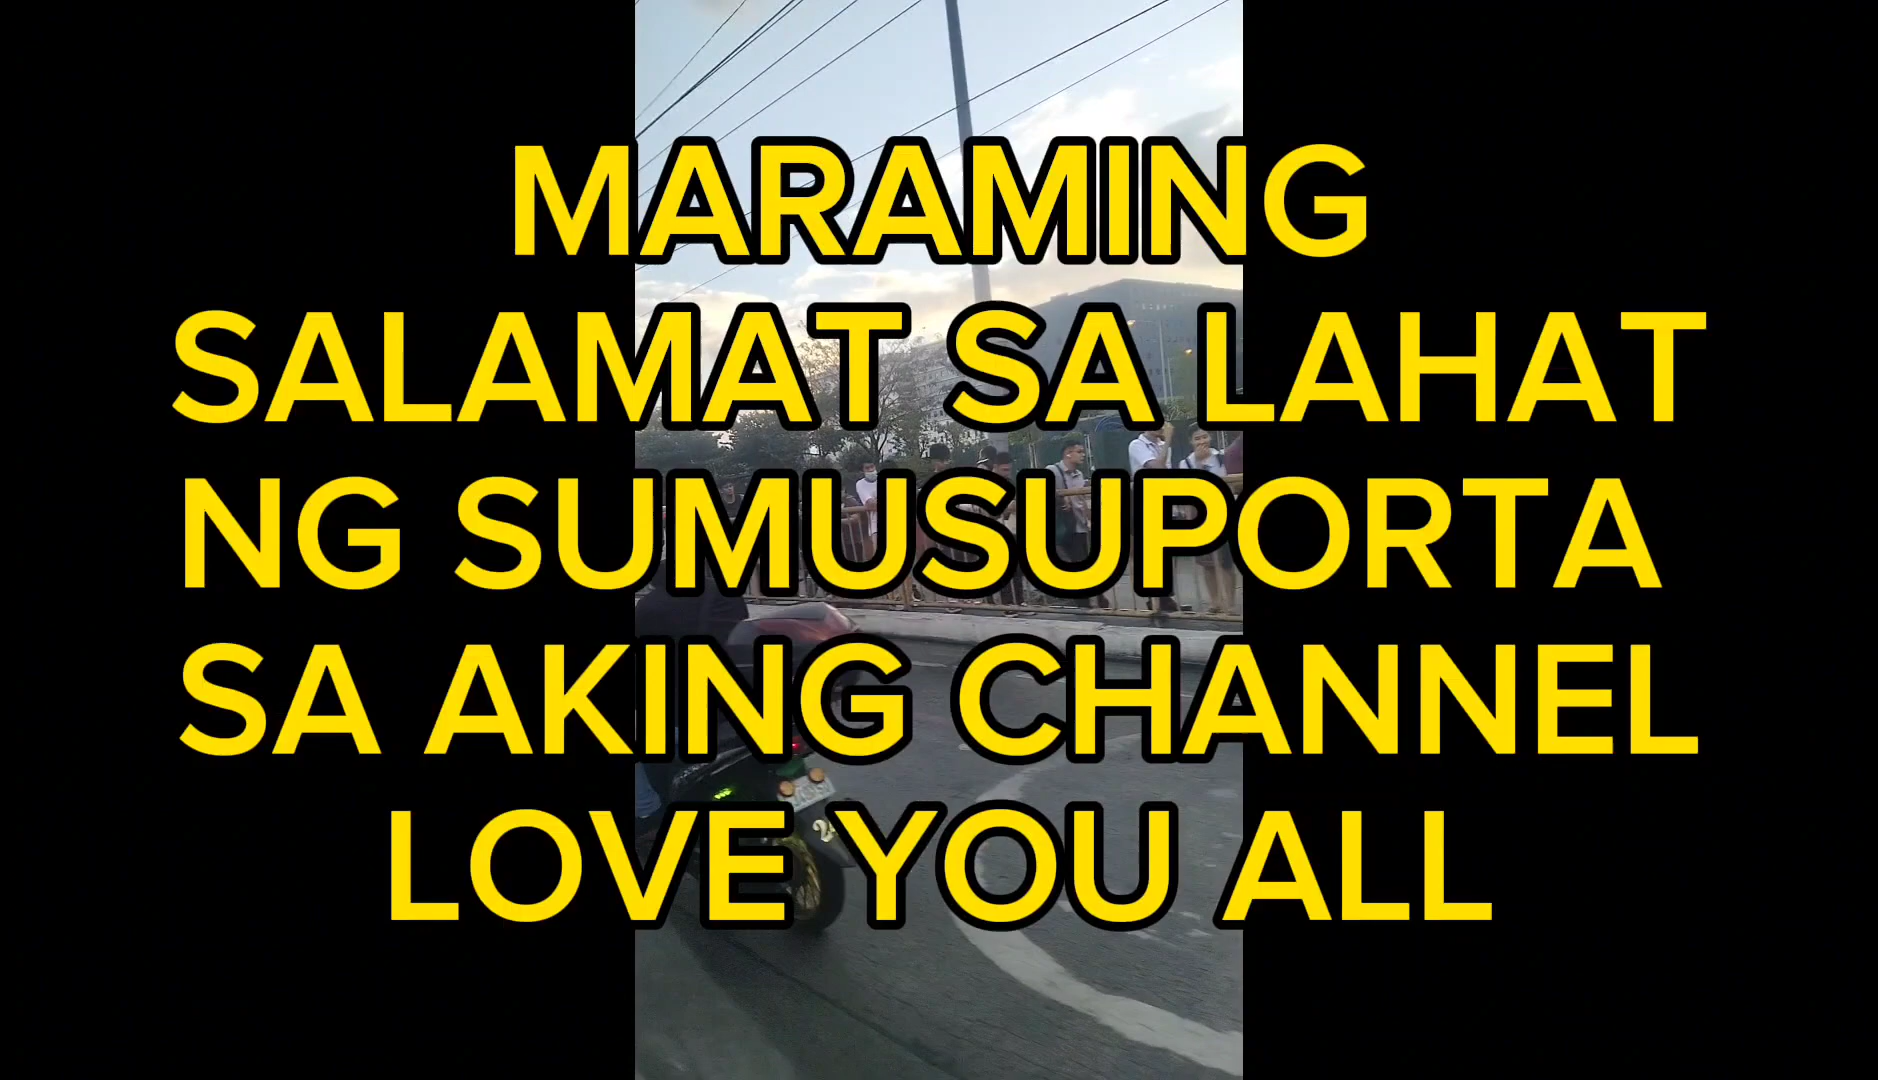 MARAMING
SALAMAT SA LAHAT
NG SUMUSUPORTA
SA AKING CHANNEL
LOVE YOU ALL